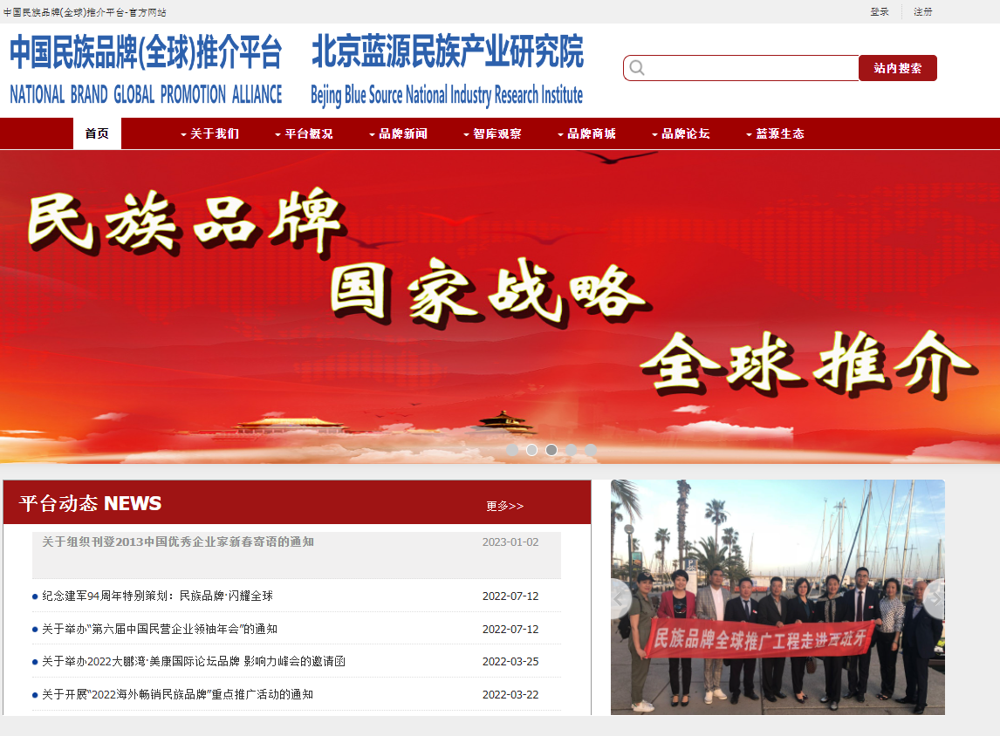 中国民族品牌(全球)推介平台-官方网站
登录 注册
中国民族品牌(全球)推介平台 北京蓝源民族产业研究院
NATIONAL BRAND GLOBAL PROMOTION ALLIANCE Bejing Blue Source National Industry Research Institute
站内搜索
首页 关于我们 平台概况 品牌新闻 智库观察 品牌商城 品牌论坛 蓝源生态
民族品牌
国家战略
全球推介
平台动态 NEWS 更多>>
关于组织刊登2013中国优秀企业家新春寄语的通知 2023-01-02
纪念建军94周年特别策划：民族品牌·闪耀全球 2022-07-12
关于举办“第六届中国民营企业领袖年会”的通知 2022-07-12
关于举办2022大鹏湾·美康国际论坛品牌 影响力峰会的邀请函 2022-03-25
关于开展“2022海外畅销民族品牌”重点推广活动的通知 2022-03-22
民族品牌全球推广工程走进西班牙